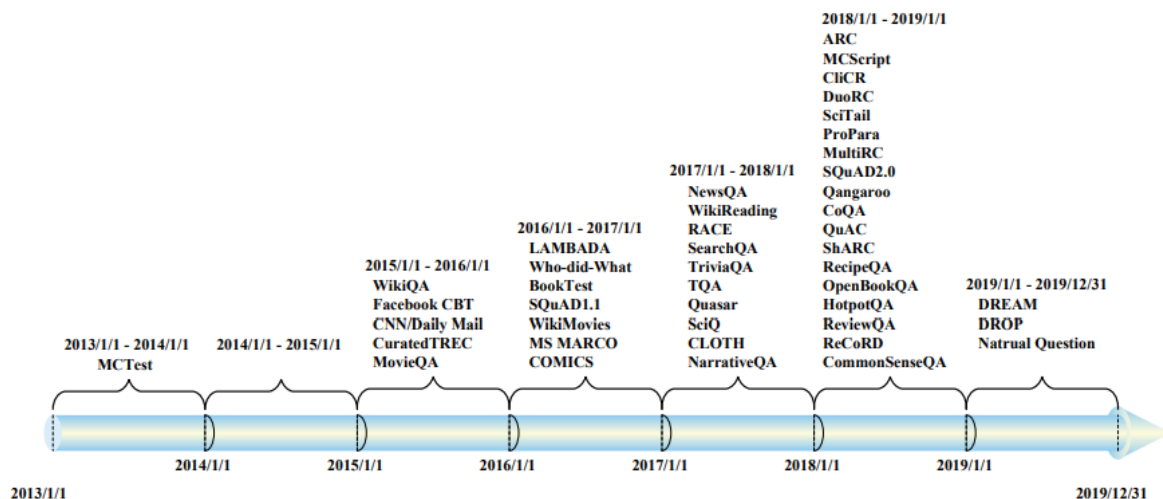 2013/1/1 - 2014/1/1
MCTest
2014/1/1 - 2015/1/1
2015/1/1 - 2016/1/1
WikiQA
Facebook CBT
CNN/Daily Mail
CuratedTREC
MovieQA
2016/1/1 - 2017/1/1
LAMBADA
Who-did-What
BookTest
SQuAD1.1
WikiMovies
MS MARCO
COMICS
2017/1/1 - 2018/1/1
NewsQA
WikiReading
RACE
SearchQA
TriviaQA
TQA
Quasar
SciQ
CLOTH
NarrativeQA
2018/1/1 - 2019/1/1
ARC
MCScript
CliCR
DuoRC
SciTail
ProPara
MultiRC
SQuAD2.0
Qangaroo
CoQA
QuAC
ShARC
RecipeQA
OpenBookQA
HotpotQA
ReviewQA
ReCoRD
CommonSenseQA
2019/1/1 - 2019/12/31
DREAM
DROP
Natrual Question
2013/1/1
2014/1/1
2015/1/1
2016/1/1
2017/1/1
2018/1/1
2019/1/1
2019/12/31